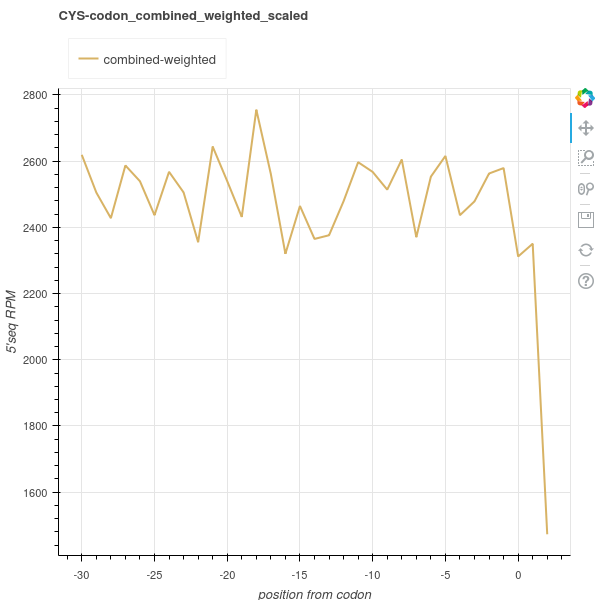 CYS-codon_combined_weighted_scaled
combined-weighted
2800
2600
2400
2200
2000
1800
1600
5'seq RPM
-30 -25 -20 -15 -10 -5 0
position from codon